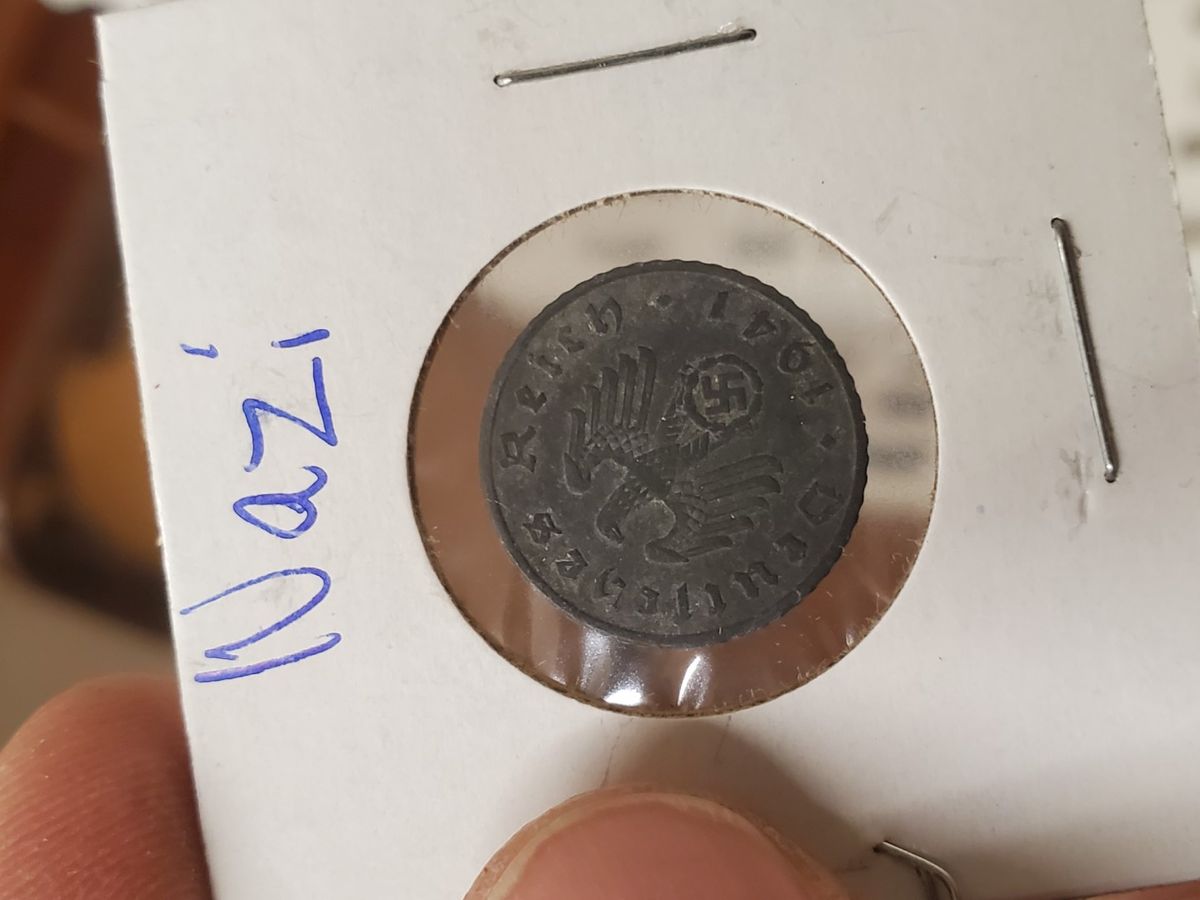 Nazi
Deutsches Reich
· 1941 ·